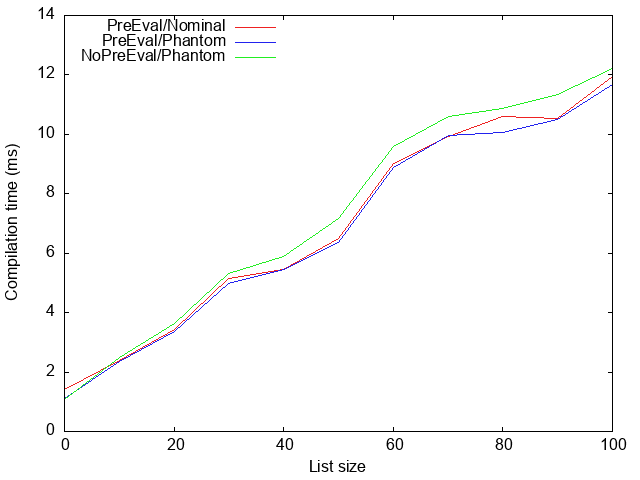 14
12
10
8
6
4
2
0
PreEval/Nominal
PreEval/Phantom
NoPreEval/Phantom
Compilation time (ms)
0 20 40 60 80 100
List size